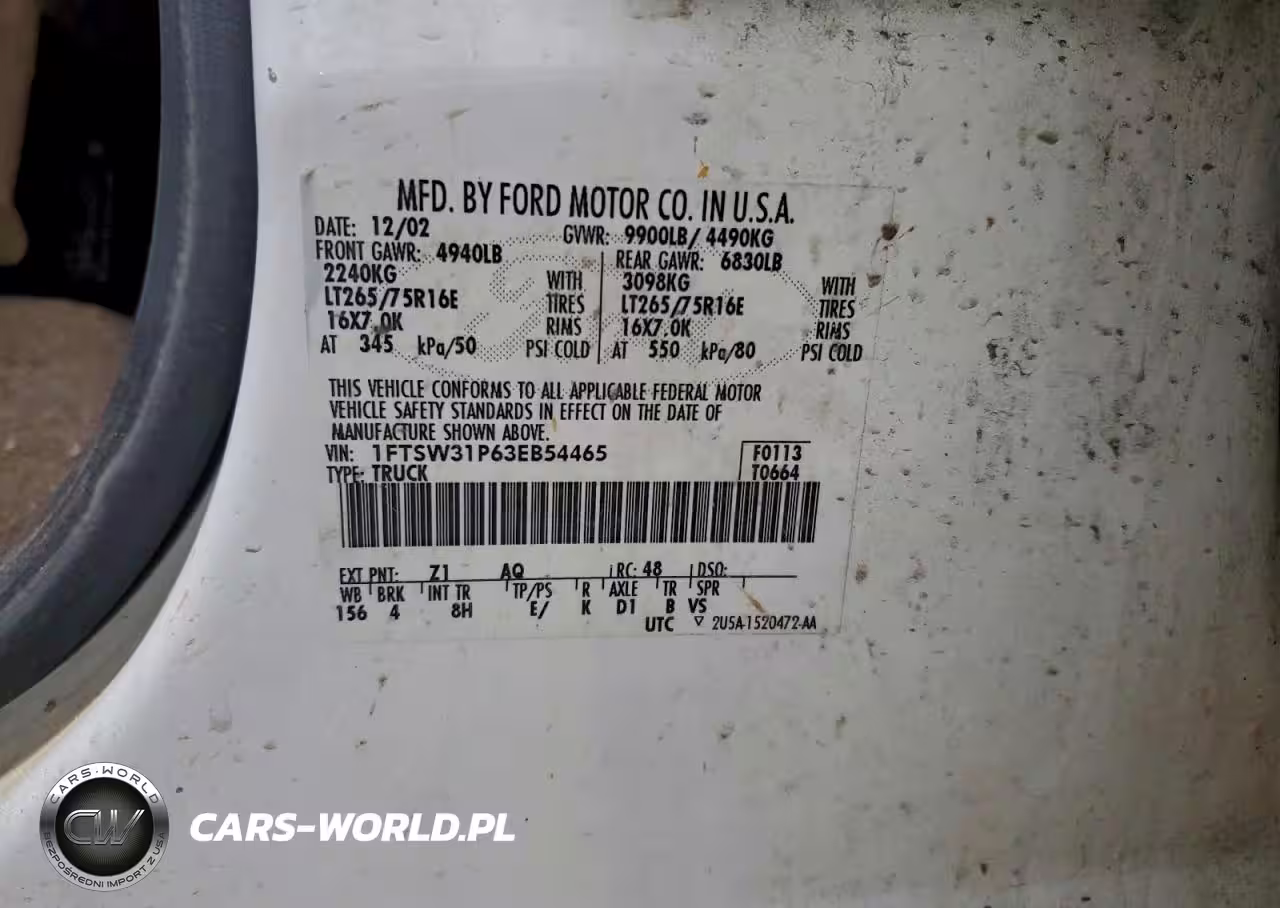 MFD. BY FORD MOTOR CO. IN U.S.A.
DATE: 12/02 GVWR: 9900LB/ 4490KG
FRONT GAWR: 4940LB REAR GAWR: 6830LB
2240KG WITH 3098KG WITH
LT265/75R16E TIRES LT265/75R16E TIRES
16X7.0K RIMS 16X7.0K RIMS
AT 345 kPa/50 PSI COLD AT 550 kPa/80 PSI COLD
THIS VEHICLE CONFORMS TO ALL APPLICABLE FEDERAL MOTOR
VEHICLE SAFETY STANDARDS IN EFFECT ON THE DATE OF
MANUFACTURE SHOWN ABOVE.
VIN: 1FTSW31P63EB54465 F0113
TYPE: TRUCK T0664
EXT PNT: Z1 AQ RC: 48 DSO:
WB BRK INT TR TP/PS R AXLE TR SPR
156 4 8H E/ K D1 B VS
UTC ▽ 2U5A-1520472-AA
CARS-WORLD
CW
BEZPOŚREDNI IMPORT Z USA
CARS-WORLD.PL